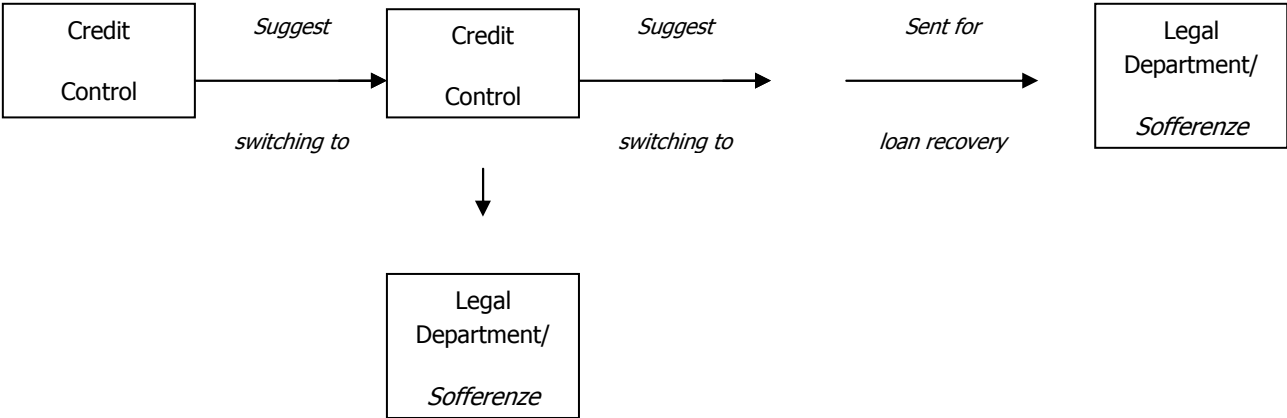 Credit
Control
Suggest
switching to
Credit
Control
Suggest
switching to
Sent for
loan recovery
Legal
Department/
Sofferenze
Legal
Department/
Sofferenze